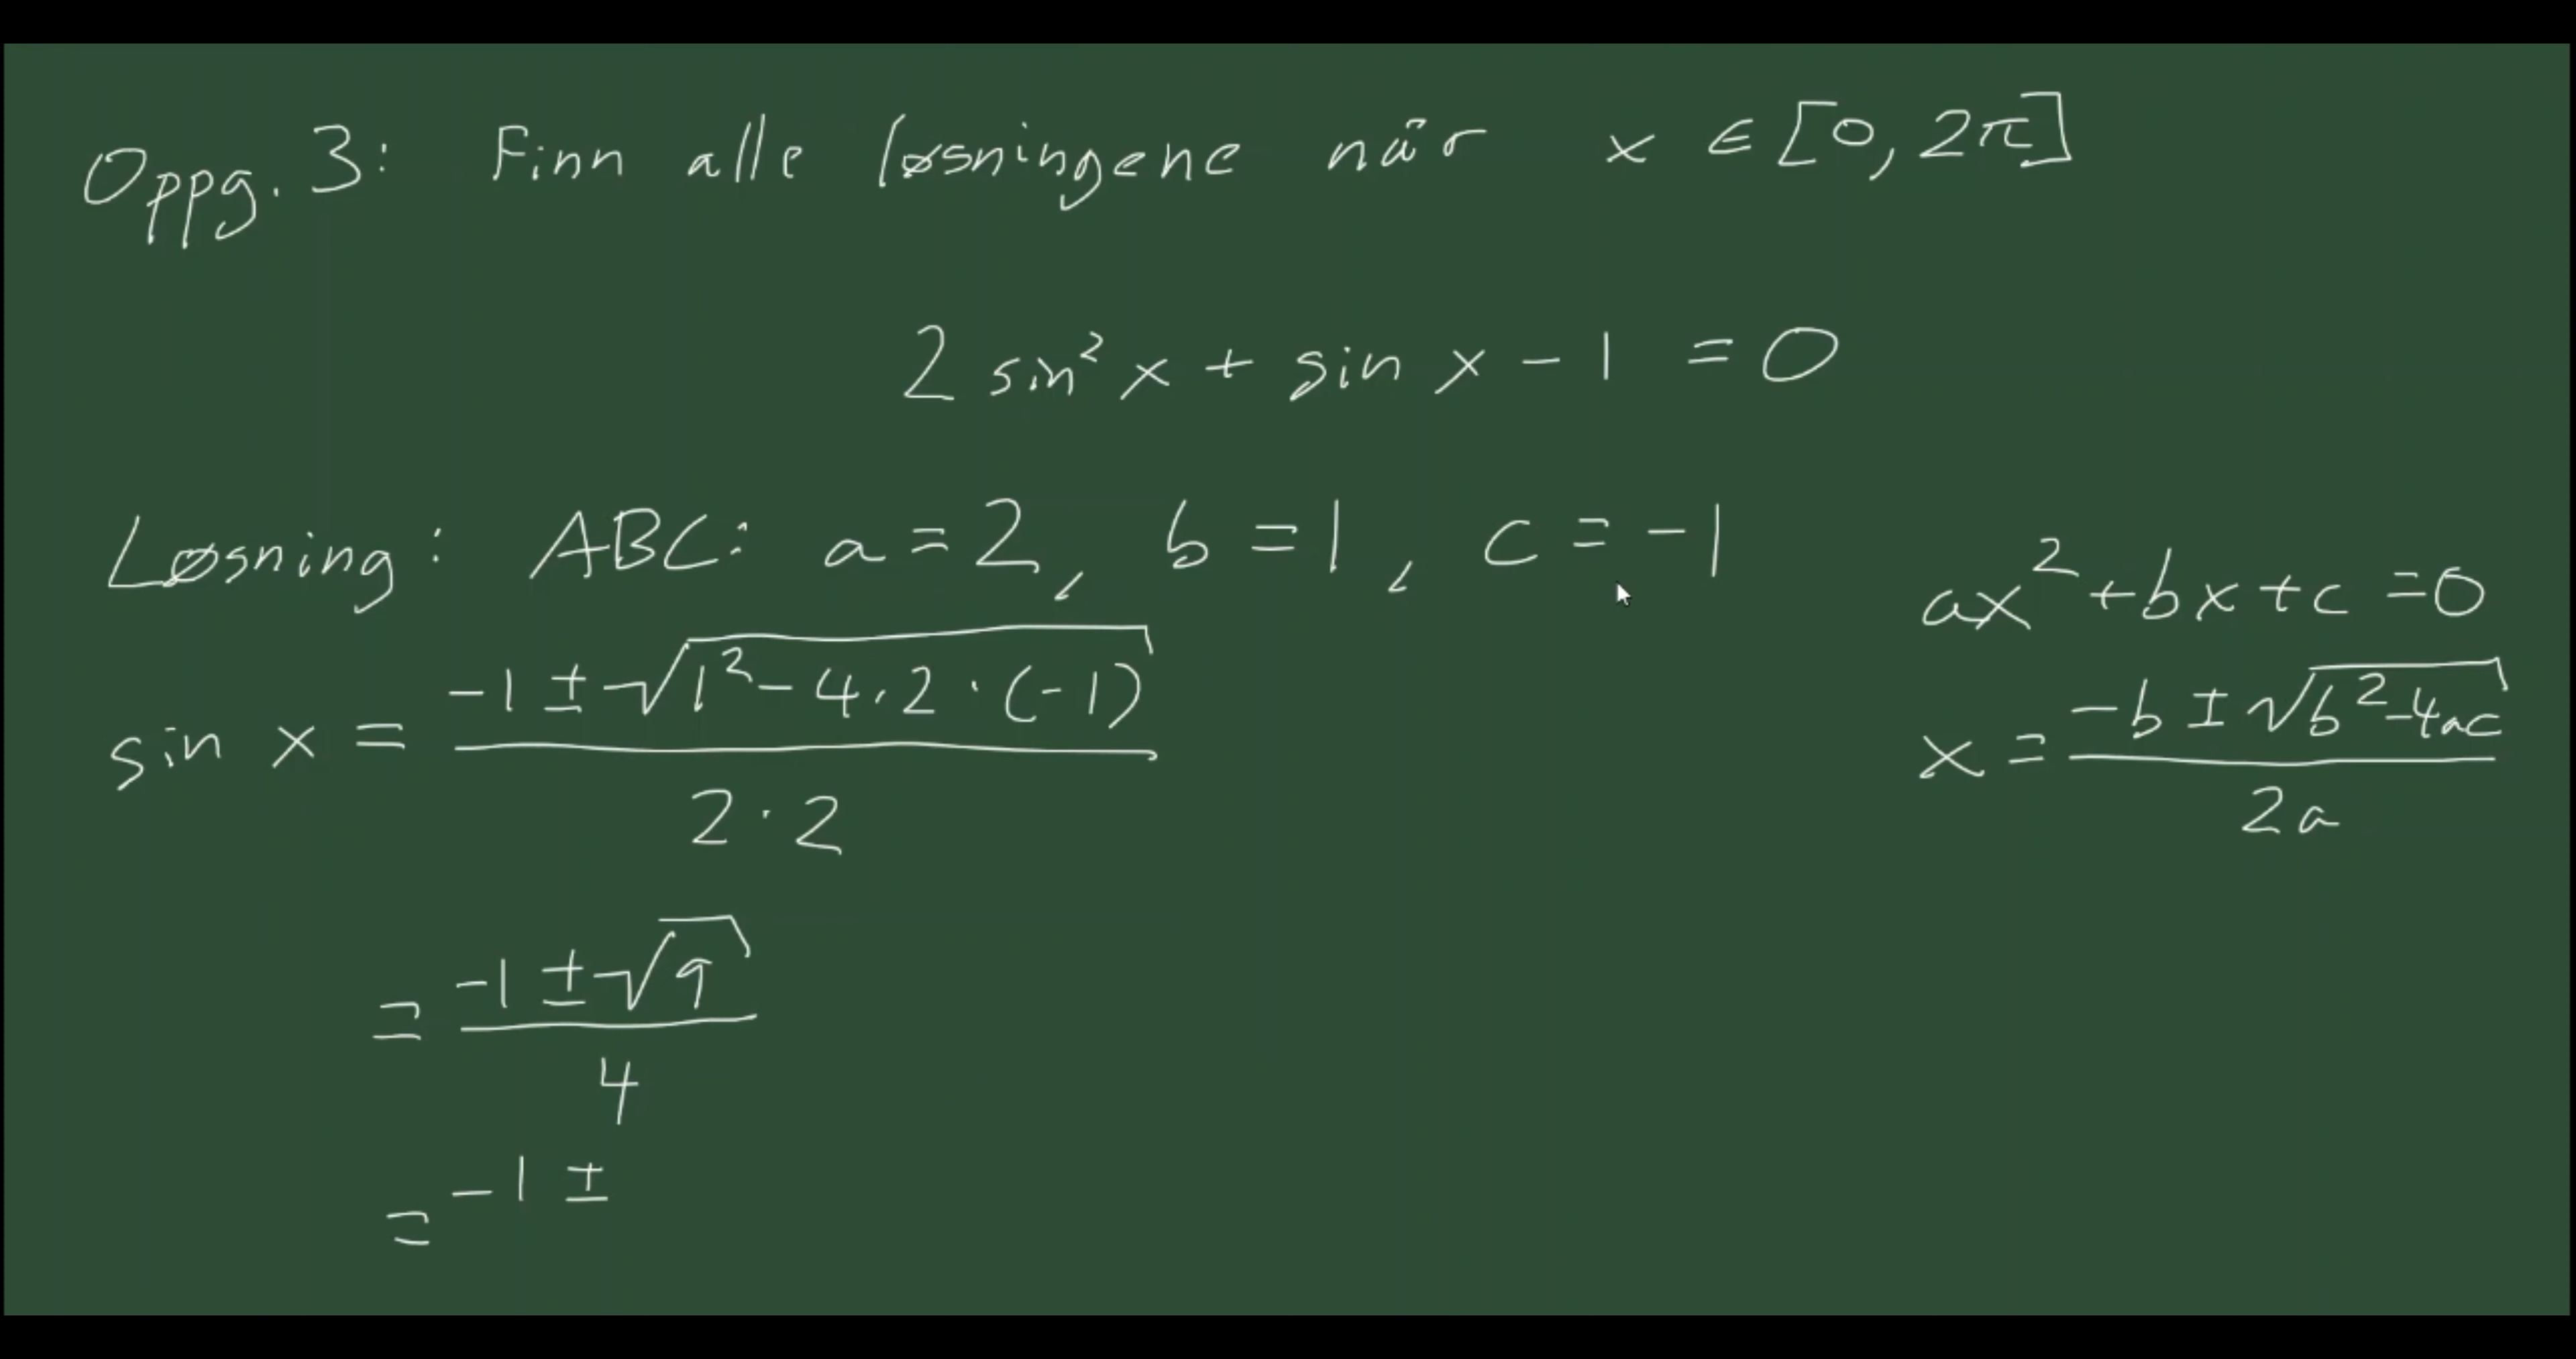 Oppg. 3: Finn alle løsningene når x ∈ [0, 2π]
2 sin² x + sin x − 1 = 0
Løsning: ABC: a = 2, b = 1, c = −1
ax² + bx + c = 0
sin x = (−1 ± √(1² − 4 · 2 · (−1))) / (2 · 2)
x = (−b ± √(b² − 4ac)) / (2a)
= (−1 ± √9) / 4
= −1 ±